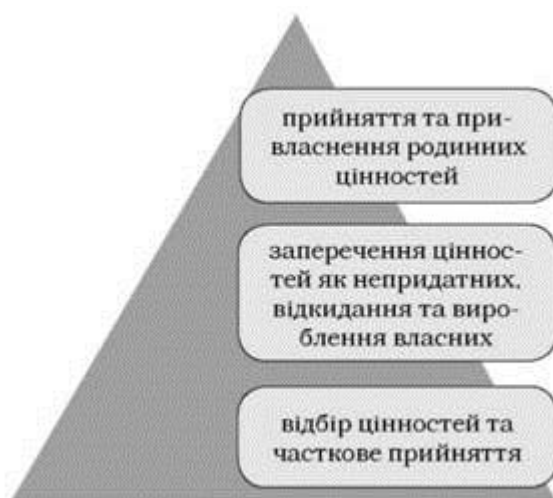 прийняття та при-
власнення родинних
цінностей
заперечення ціннос-
тей як непридатних,
відкидання та виро-
блення власних
відбір цінностей та
часткове прийняття